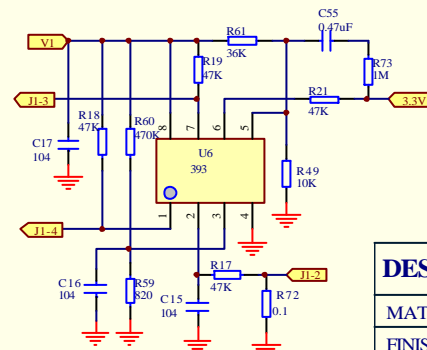 C55
0.47uF
V1
R61
36K
R73
1M
R19
47K
J1-3
R21
47K
3.3V
R18
47K
R60
470K
C17
104
8
7
6
5
U6
393
R49
10K
1
2
3
4
J1-4
C16
104
R59
820
C15
104
R17
47K
J1-2
R72
0.1
DES
MAT
FINIS